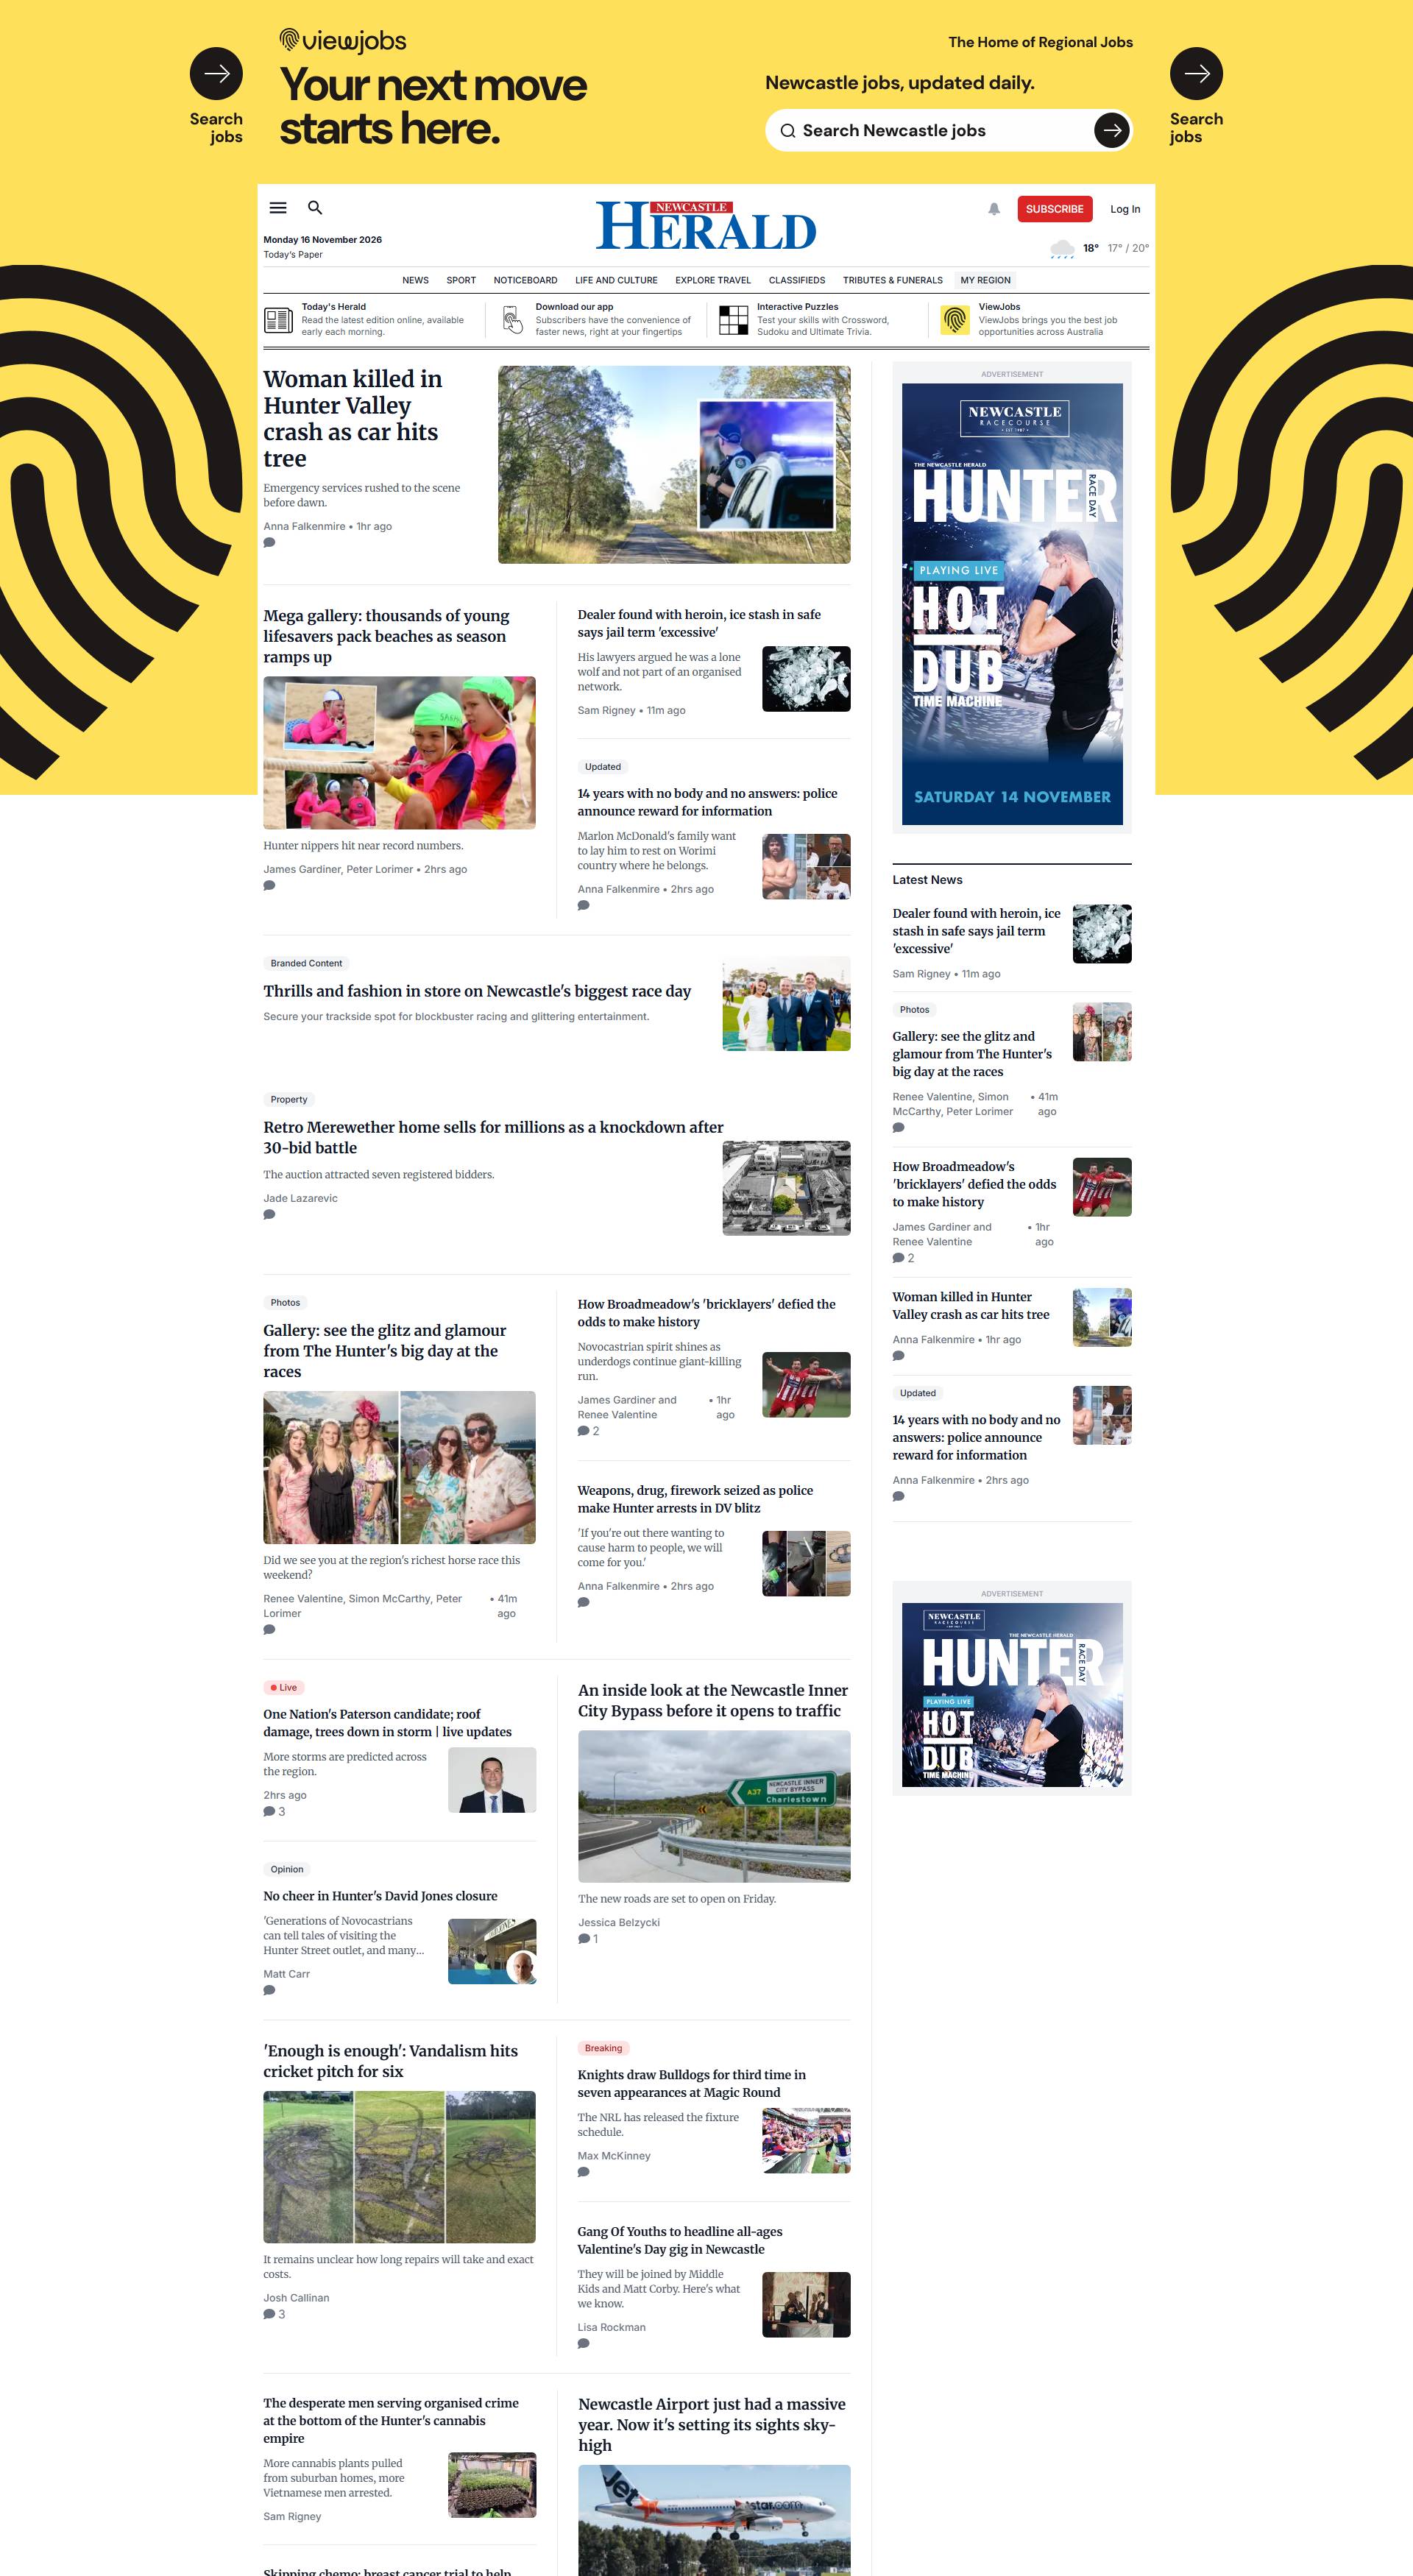 viewjobs
The Home of Regional Jobs
Your next move
starts here.
Newcastle jobs, updated daily.
Search Newcastle jobs
Search
jobs
Search
jobs
NEWCASTLE
HERALD
SUBSCRIBE
Log In
Monday 16 November 2026
Today's Paper
18° 17° / 20°
NEWS SPORT NOTICEBOARD LIFE AND CULTURE EXPLORE TRAVEL CLASSIFIEDS TRIBUTES & FUNERALS MY REGION
Today's Herald
Read the latest edition online, available
early each morning.
Download our app
Subscribers have the convenience of
faster news, right at your fingertips
Interactive Puzzles
Test your skills with Crossword,
Sudoku and Ultimate Trivia.
ViewJobs
ViewJobs brings you the best job
opportunities across Australia
Woman killed in
Hunter Valley
crash as car hits
tree
Emergency services rushed to the scene
before dawn.
Anna Falkenmire • 1hr ago
Mega gallery: thousands of young
lifesavers pack beaches as season
ramps up
Hunter nippers hit near record numbers.
James Gardiner, Peter Lorimer • 2hrs ago
Dealer found with heroin, ice stash in safe
says jail term 'excessive'
His lawyers argued he was a lone
wolf and not part of an organised
network.
Sam Rigney • 11m ago
Updated
14 years with no body and no answers: police
announce reward for information
Marlon McDonald's family want
to lay him to rest on Worimi
country where he belongs.
Anna Falkenmire • 2hrs ago
Branded Content
Thrills and fashion in store on Newcastle's biggest race day
Secure your trackside spot for blockbuster racing and glittering entertainment.
Property
Retro Merewether home sells for millions as a knockdown after
30-bid battle
The auction attracted seven registered bidders.
Jade Lazarevic
Photos
Gallery: see the glitz and glamour
from The Hunter's big day at the
races
Did we see you at the region's richest horse race this
weekend?
Renee Valentine, Simon McCarthy, Peter
Lorimer
• 41m
ago
How Broadmeadow's 'bricklayers' defied the
odds to make history
Novocastrian spirit shines as
underdogs continue giant-killing
run.
James Gardiner and
Renee Valentine
• 1hr
ago
2
Weapons, drug, firework seized as police
make Hunter arrests in DV blitz
'If you're out there wanting to
cause harm to people, we will
come for you.'
Anna Falkenmire • 2hrs ago
Live
One Nation's Paterson candidate; roof
damage, trees down in storm | live updates
More storms are predicted across
the region.
2hrs ago
3
Opinion
No cheer in Hunter's David Jones closure
'Generations of Novocastrians
can tell tales of visiting the
Hunter Street outlet, and many...
Matt Carr
An inside look at the Newcastle Inner
City Bypass before it opens to traffic
A37
NEWCASTLE INNER
CITY BYPASS
Charlestown
The new roads are set to open on Friday.
Jessica Belzycki
1
'Enough is enough': Vandalism hits
cricket pitch for six
It remains unclear how long repairs will take and exact
costs.
Josh Callinan
3
Breaking
Knights draw Bulldogs for third time in
seven appearances at Magic Round
The NRL has released the fixture
schedule.
Max McKinney
Gang Of Youths to headline all-ages
Valentine's Day gig in Newcastle
They will be joined by Middle
Kids and Matt Corby. Here's what
we know.
Lisa Rockman
The desperate men serving organised crime
at the bottom of the Hunter's cannabis
empire
More cannabis plants pulled
from suburban homes, more
Vietnamese men arrested.
Sam Rigney
Skipping chemo: breast cancer trial to help
Newcastle Airport just had a massive
year. Now it's setting its sights sky-
high
Jet
ADVERTISEMENT
NEWCASTLE
RACECOURSE
EST 1907
THE NEWCASTLE HERALD
HUNTER
RACE DAY
PLAYING LIVE
HOT
DUB
TIME MACHINE
SATURDAY 14 NOVEMBER
Latest News
Dealer found with heroin, ice
stash in safe says jail term
'excessive'
Sam Rigney • 11m ago
Photos
Gallery: see the glitz and
glamour from The Hunter's
big day at the races
Renee Valentine, Simon
McCarthy, Peter Lorimer
• 41m
ago
How Broadmeadow's
'bricklayers' defied the odds
to make history
James Gardiner and
Renee Valentine
• 1hr
ago
2
Woman killed in Hunter
Valley crash as car hits tree
Anna Falkenmire • 1hr ago
Updated
14 years with no body and no
answers: police announce
reward for information
Anna Falkenmire • 2hrs ago
ADVERTISEMENT
NEWCASTLE
RACECOURSE
THE NEWCASTLE HERALD
HUNTER
RACE DAY
PLAYING LIVE
HOT
DUB
TIME MACHINE